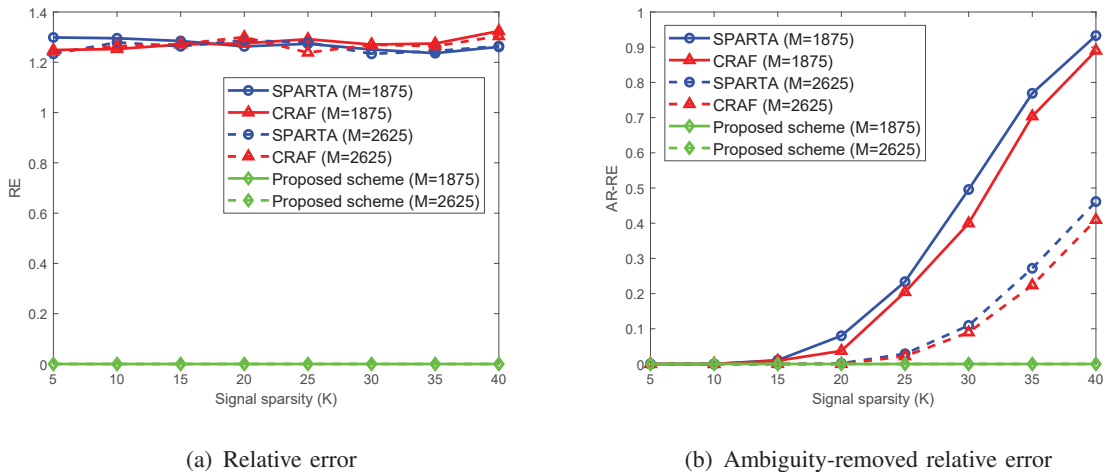 1.4
1.2
1
0.8
0.6
0.4
0.2
0
RE
5 10 15 20 25 30 35 40
Signal sparsity (K)
SPARTA (M=1875)
CRAF (M=1875)
SPARTA (M=2625)
CRAF (M=2625)
Proposed scheme (M=1875)
Proposed scheme (M=2625)
(a) Relative error
1
0.9
0.8
0.7
0.6
0.5
0.4
0.3
0.2
0.1
0
AR-RE
5 10 15 20 25 30 35 40
Signal sparsity (K)
SPARTA (M=1875)
CRAF (M=1875)
SPARTA (M=2625)
CRAF (M=2625)
Proposed scheme (M=1875)
Proposed scheme (M=2625)
(b) Ambiguity-removed relative error